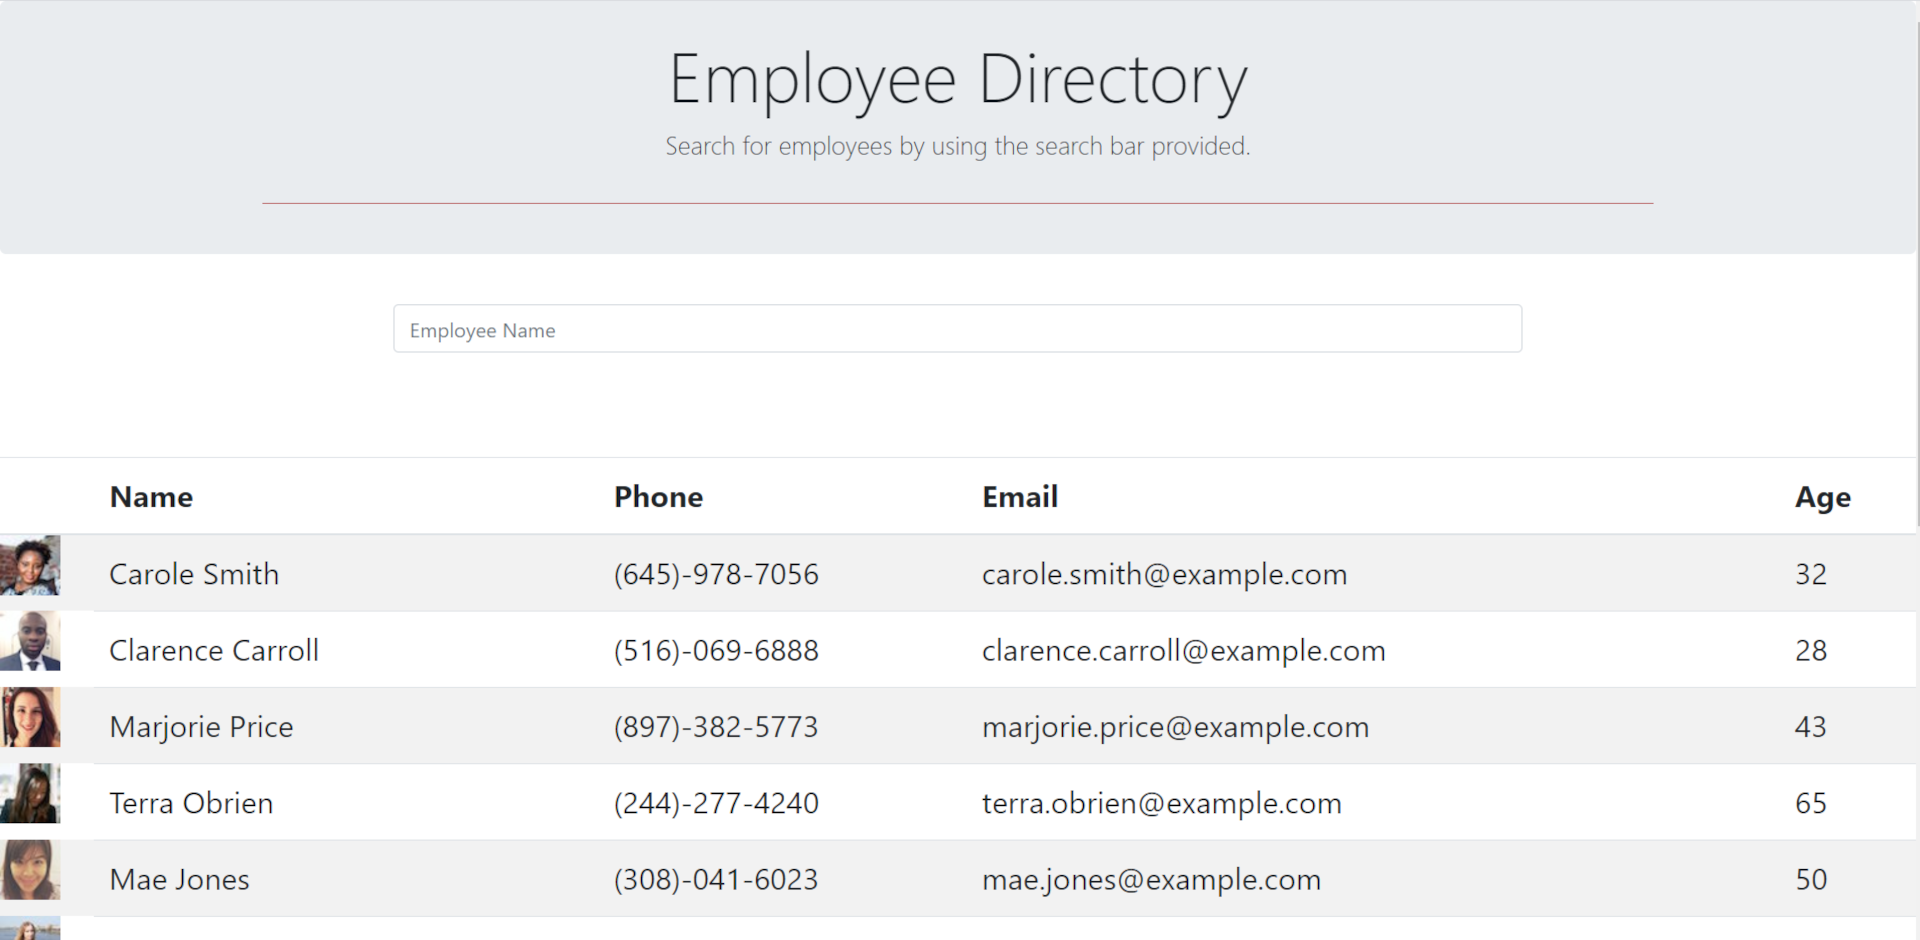 Employee Directory
Search for employees by using the search bar provided.
Employee Name
Name Phone Email Age
Carole Smith (645)-978-7056 carole.smith@example.com 32
Clarence Carroll (516)-069-6888 clarence.carroll@example.com 28
Marjorie Price (897)-382-5773 marjorie.price@example.com 43
Terra Obrien (244)-277-4240 terra.obrien@example.com 65
Mae Jones (308)-041-6023 mae.jones@example.com 50